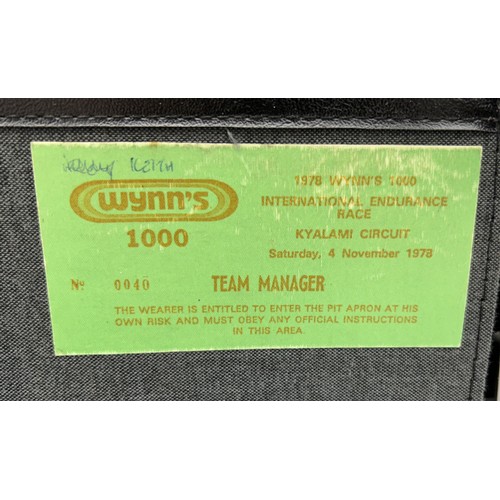 KEITH
wynn's
1000
Nº 0040
1978 WYNN'S 1000
INTERNATIONAL ENDURANCE
RACE
KYALAMI CIRCUIT
Saturday, 4 November 1978
TEAM MANAGER
THE WEARER IS ENTITLED TO ENTER THE PIT APRON AT HIS
OWN RISK AND MUST OBEY ANY OFFICIAL INSTRUCTIONS
IN THIS AREA.